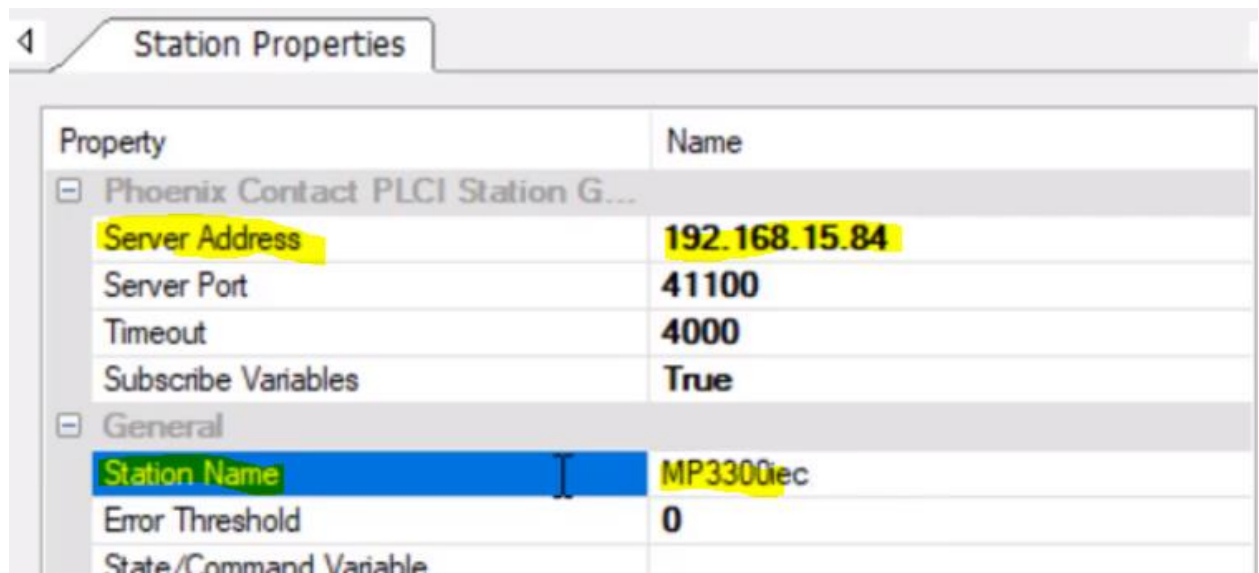 Station Properties
Property Name
Phoenix Contact PLCI Station G...
Server Address 192.168.15.84
Server Port 41100
Timeout 4000
Subscribe Variables True
General
Station Name MP3300iec
Error Threshold 0
State/Command Variable